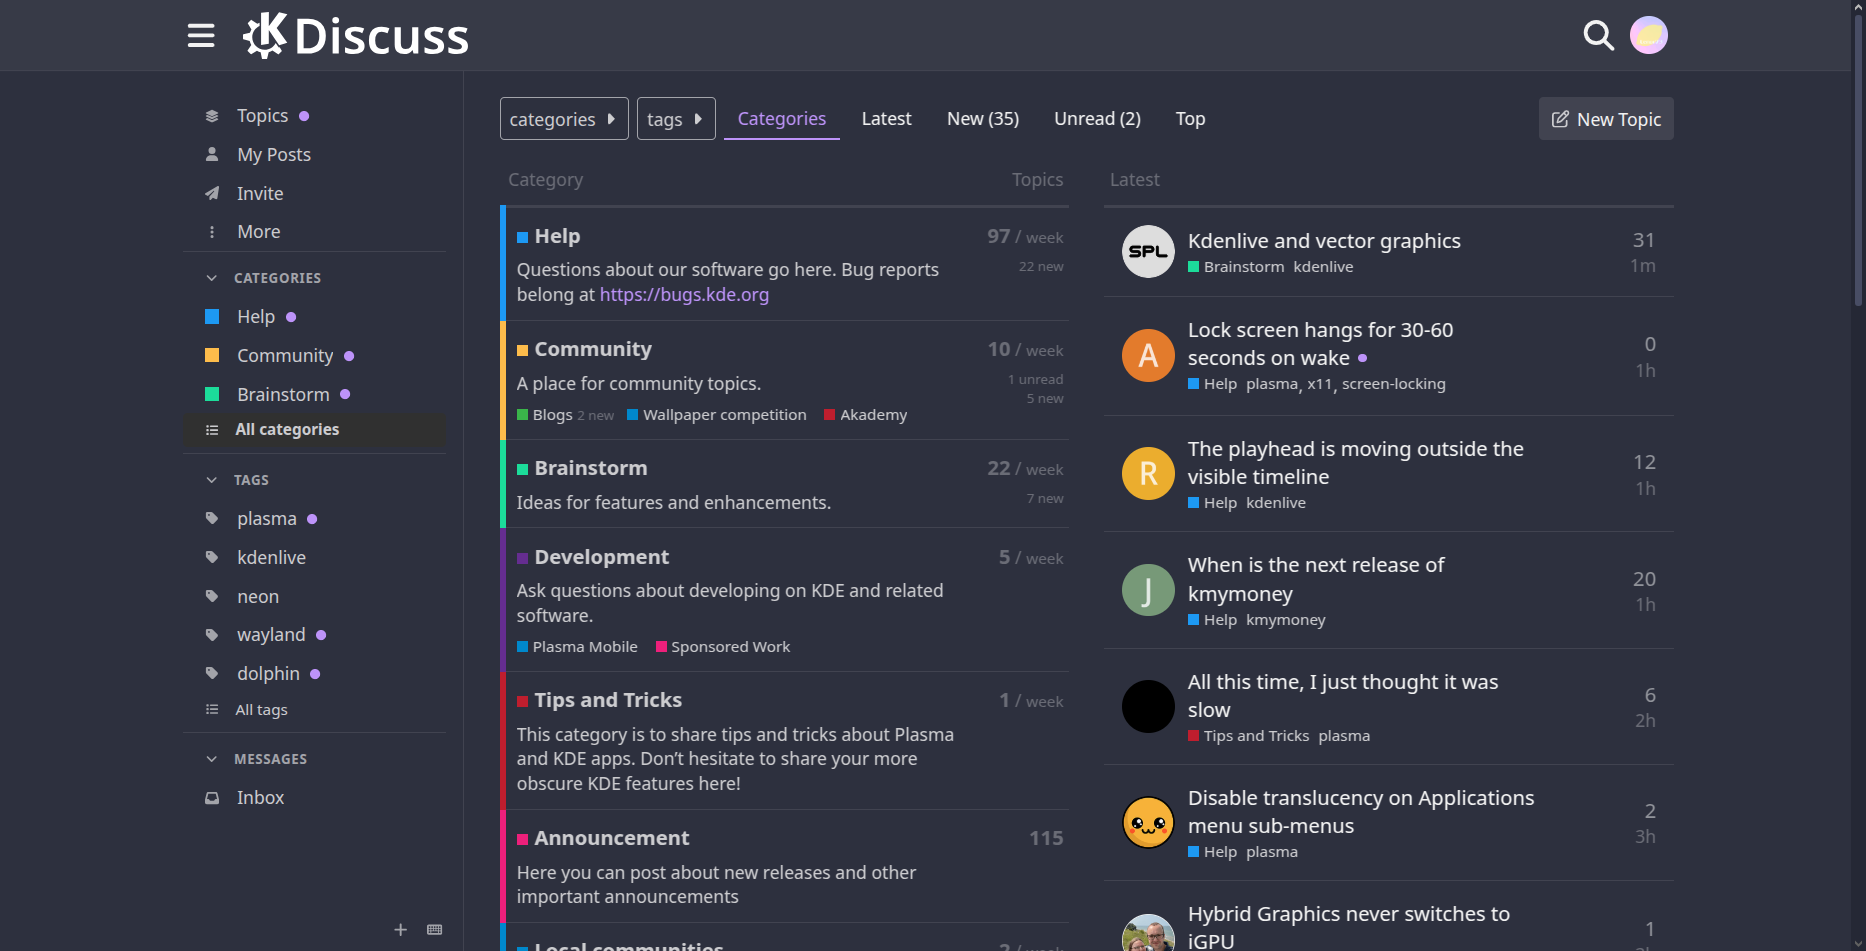 Discuss
Topics
My Posts
Invite
More
CATEGORIES
Help
Community
Brainstorm
All categories
TAGS
plasma
kdenlive
neon
wayland
dolphin
All tags
MESSAGES
Inbox
categories
tags
Categories
Latest
New (35)
Unread (2)
Top
New Topic
Category
Topics
Help
97 / week
Questions about our software go here. Bug reports
22 new
belong at https://bugs.kde.org
Community
10 / week
A place for community topics.
1 unread
5 new
Blogs 2 new Wallpaper competition Akademy
Brainstorm
22 / week
Ideas for features and enhancements.
7 new
Development
5 / week
Ask questions about developing on KDE and related
software.
Plasma Mobile Sponsored Work
Tips and Tricks
1 / week
This category is to share tips and tricks about Plasma
and KDE apps. Don’t hesitate to share your more
obscure KDE features here!
Announcement
115
Here you can post about new releases and other
important announcements
Local communities
2 / week
Latest
SPL
Kdenlive and vector graphics
31
Brainstorm kdenlive
1m
A
Lock screen hangs for 30-60
seconds on wake
0
Help plasma, x11, screen-locking
1h
R
The playhead is moving outside the
visible timeline
12
Help kdenlive
1h
J
When is the next release of
kmymoney
20
Help kmymoney
1h
All this time, I just thought it was
slow
6
Tips and Tricks plasma
2h
Disable translucency on Applications
menu sub-menus
2
Help plasma
3h
Hybrid Graphics never switches to
iGPU
1